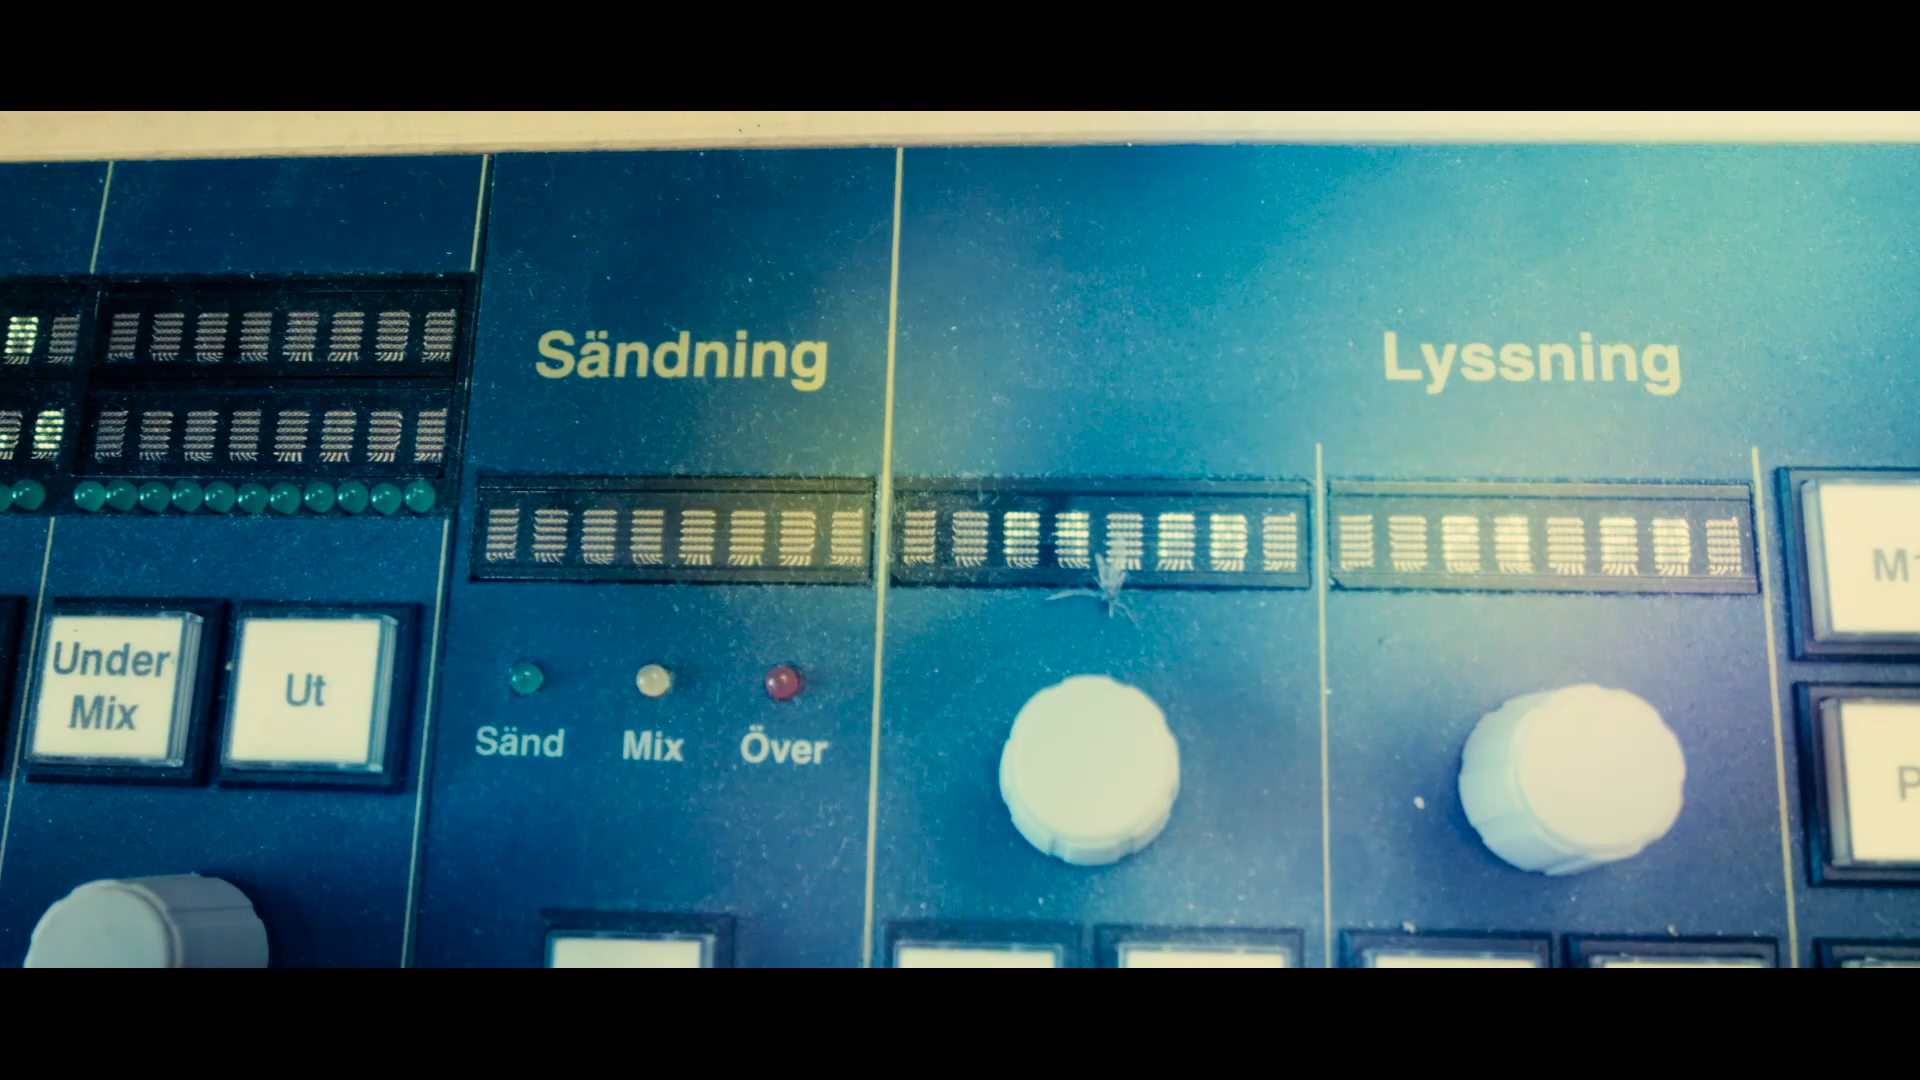 Sändning
Lyssning
Under
Mix
Ut
Sänd
Mix
Över